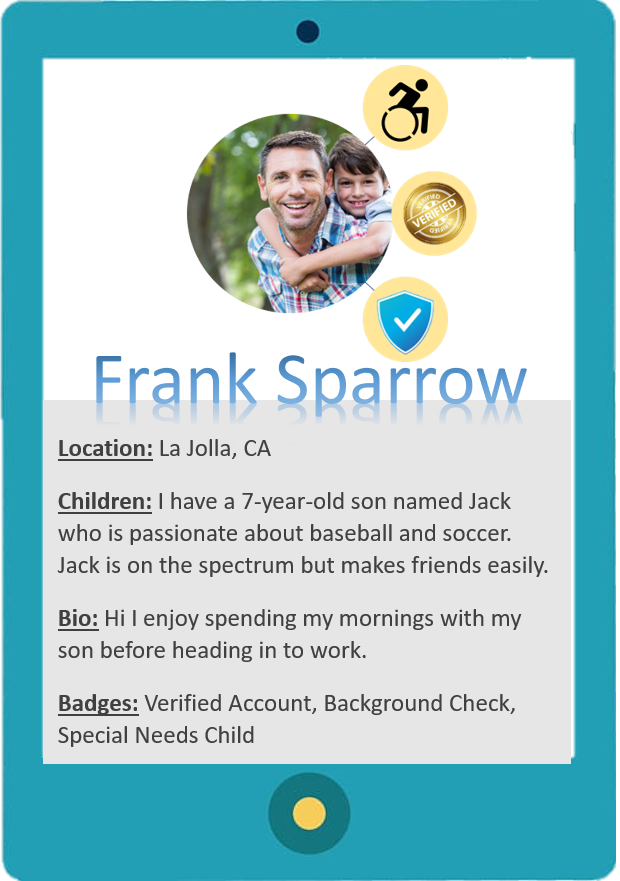 VERIFIED
VERIFIED
VERIFIED
Frank Sparrow
Location: La Jolla, CA
Children: I have a 7-year-old son named Jack
who is passionate about baseball and soccer.
Jack is on the spectrum but makes friends easily.
Bio: Hi I enjoy spending my mornings with my
son before heading in to work.
Badges: Verified Account, Background Check,
Special Needs Child